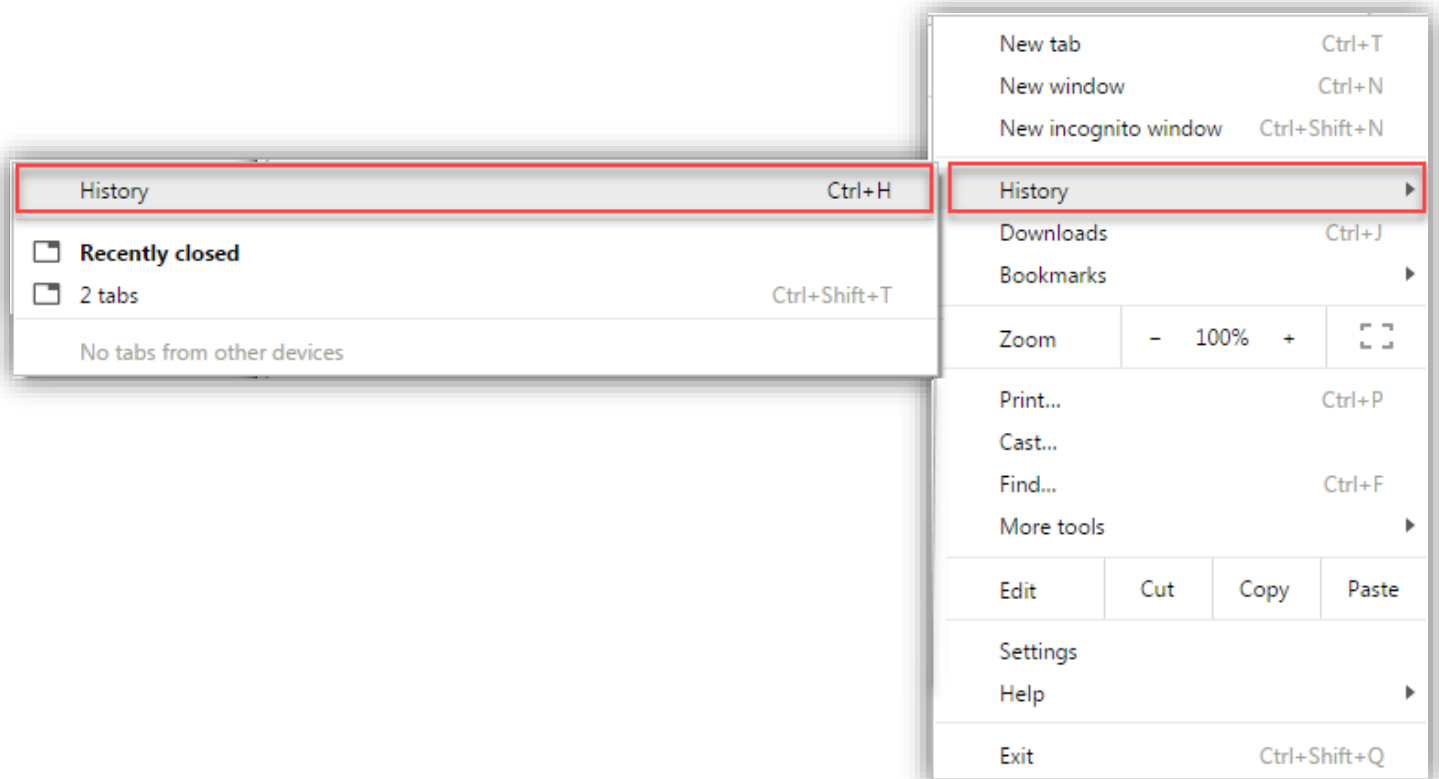 New tab Ctrl+T
New window Ctrl+N
New incognito window Ctrl+Shift+N
History
Downloads Ctrl+J
Bookmarks
Zoom - 100% +
Print... Ctrl+P
Cast...
Find... Ctrl+F
More tools
Edit Cut Copy Paste
Settings
Help
Exit Ctrl+Shift+Q
History Ctrl+H
Recently closed
2 tabs Ctrl+Shift+T
No tabs from other devices